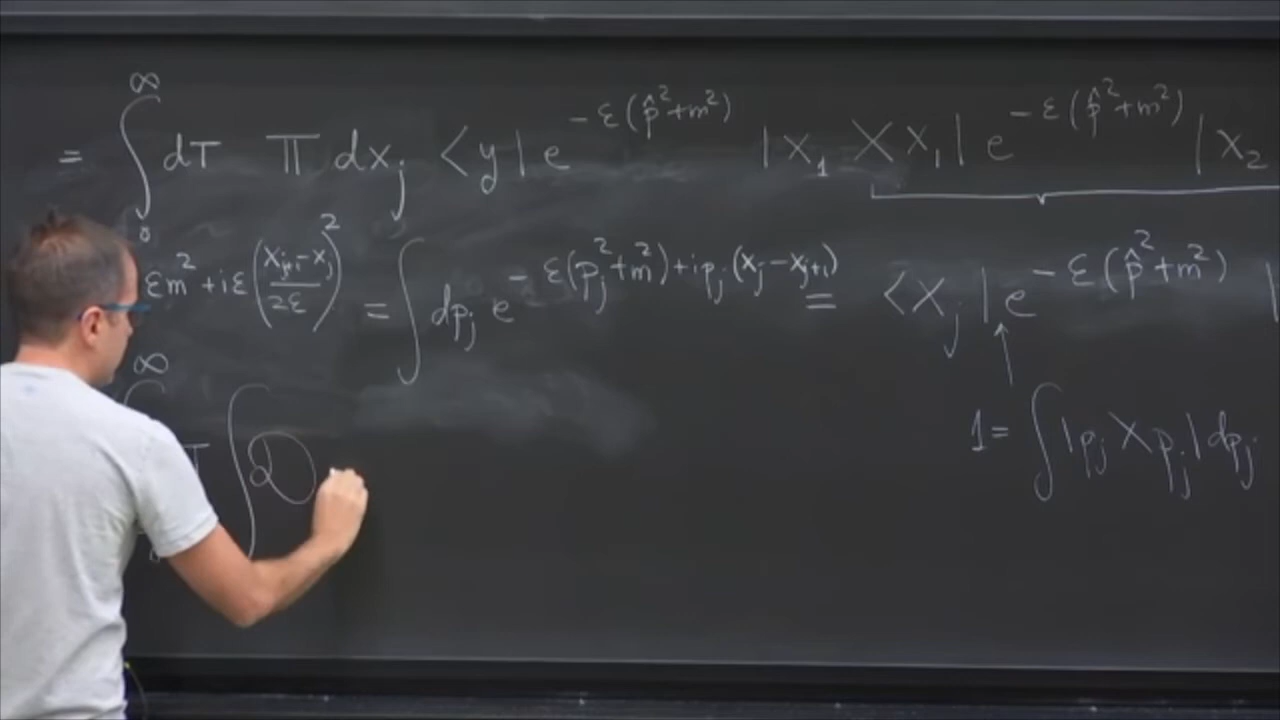 = ∫₀^∞ dT Π dx_j <y| e^{-ε(p̂²+m²)} |x₁><x₁| e^{-ε(p̂²+m²)} |x₂
εm² + iε((x_{j+1}-x_j)/2ε)² = ∫ dp_j e^{-ε(p_j²+m²)+ip_j(x_j-x_{j+1})} = <x_j| e^{-ε(p̂²+m²)} |
∞ ∫ T ∫ D
1 = ∫ |p_j><p_j| dp_j